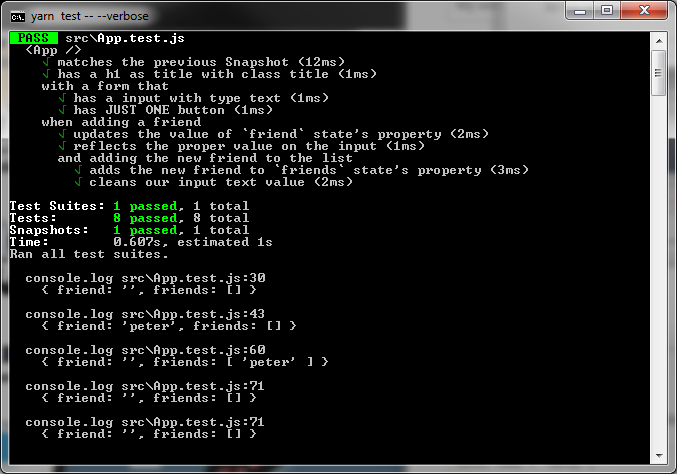 yarn  test -- --verbose
PASS src\App.test.js
<App />
√ matches the previous Snapshot (12ms)
√ has a h1 as title with class title (1ms)
with a form that
√ has a input with type text (1ms)
√ has JUST ONE button (1ms)
when adding a friend
√ updates the value of `friend` state's property (2ms)
√ reflects the proper value on the input (1ms)
and adding the new friend to the list
√ adds the new friend to `friends` state's property (3ms)
√ cleans our input text value (2ms)
Test Suites: 1 passed, 1 total
Tests:       8 passed, 8 total
Snapshots:   1 passed, 1 total
Time:        0.607s, estimated 1s
Ran all test suites.
console.log src\App.test.js:30
{ friend: '', friends: [] }
console.log src\App.test.js:43
{ friend: 'peter', friends: [] }
console.log src\App.test.js:60
{ friend: '', friends: [ 'peter' ] }
console.log src\App.test.js:71
{ friend: '', friends: [] }
console.log src\App.test.js:71
{ friend: '', friends: [] }